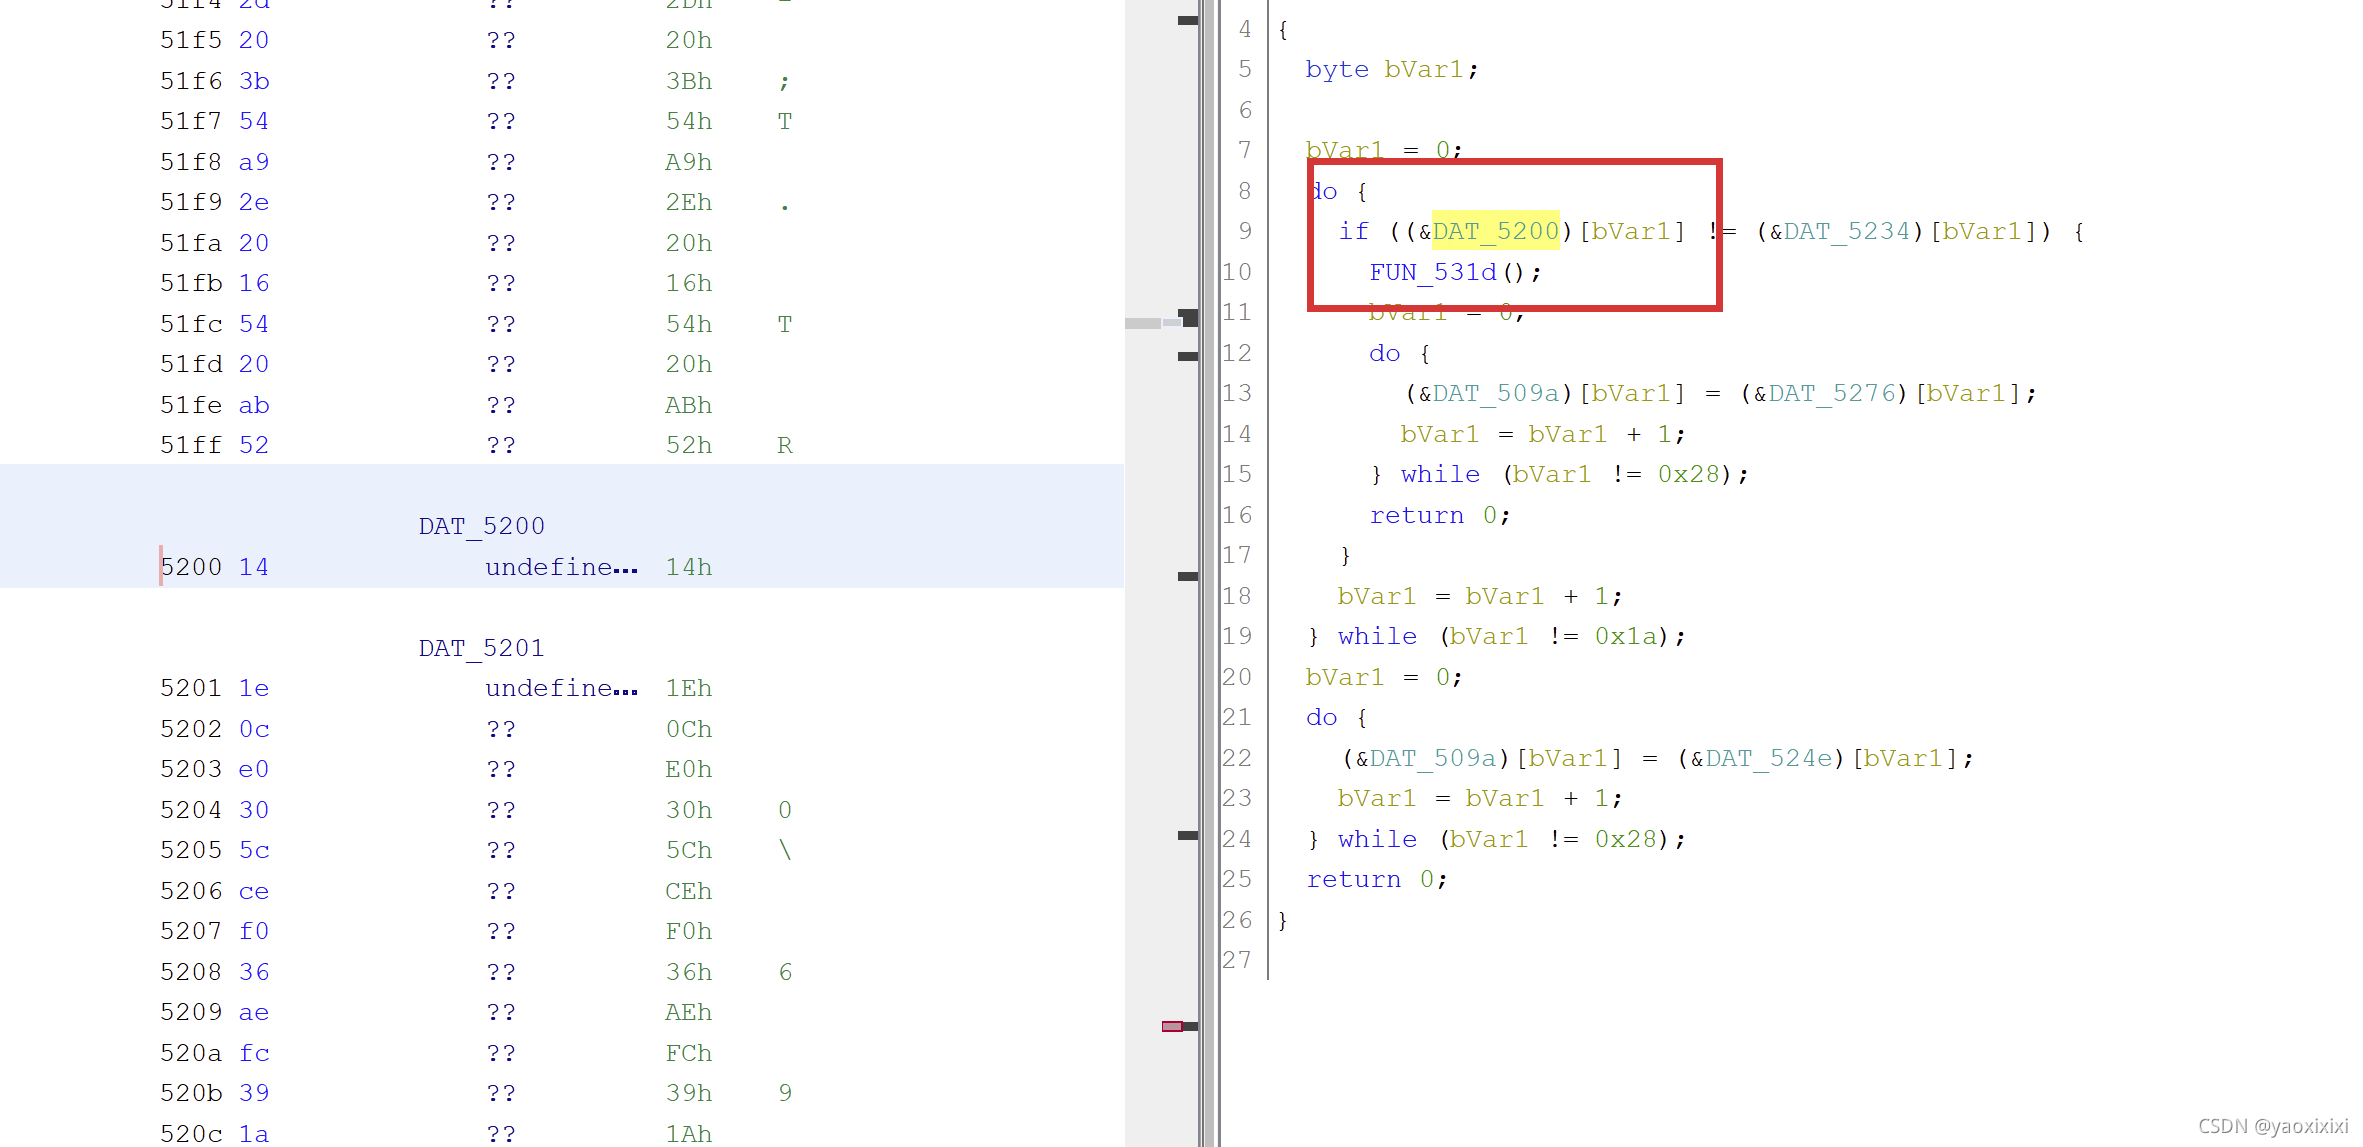 51f4 2d ?? 2Dh -
51f5 20 ?? 20h
51f6 3b ?? 3Bh ;
51f7 54 ?? 54h T
51f8 a9 ?? A9h
51f9 2e ?? 2Eh .
51fa 20 ?? 20h
51fb 16 ?? 16h
51fc 54 ?? 54h T
51fd 20 ?? 20h
51fe ab ?? ABh
51ff 52 ?? 52h R
DAT_5200
5200 14 undefine... 14h
DAT_5201
5201 1e undefine... 1Eh
5202 0c ?? 0Ch
5203 e0 ?? E0h
5204 30 ?? 30h 0
5205 5c ?? 5Ch \
5206 ce ?? CEh
5207 f0 ?? F0h
5208 36 ?? 36h 6
5209 ae ?? AEh
520a fc ?? FCh
520b 39 ?? 39h 9
520c 1a ?? 1Ah
4 {
5 byte bVar1;
6
7 bVar1 = 0;
8 do {
9 if ((&DAT_5200)[bVar1] != (&DAT_5234)[bVar1]) {
10 FUN_531d();
11 bVar1 = 0;
12 do {
13 (&DAT_509a)[bVar1] = (&DAT_5276)[bVar1];
14 bVar1 = bVar1 + 1;
15 } while (bVar1 != 0x28);
16 return 0;
17 }
18 bVar1 = bVar1 + 1;
19 } while (bVar1 != 0x1a);
20 bVar1 = 0;
21 do {
22 (&DAT_509a)[bVar1] = (&DAT_524e)[bVar1];
23 bVar1 = bVar1 + 1;
24 } while (bVar1 != 0x28);
25 return 0;
26 }
27
CSDN @yaoxixixi